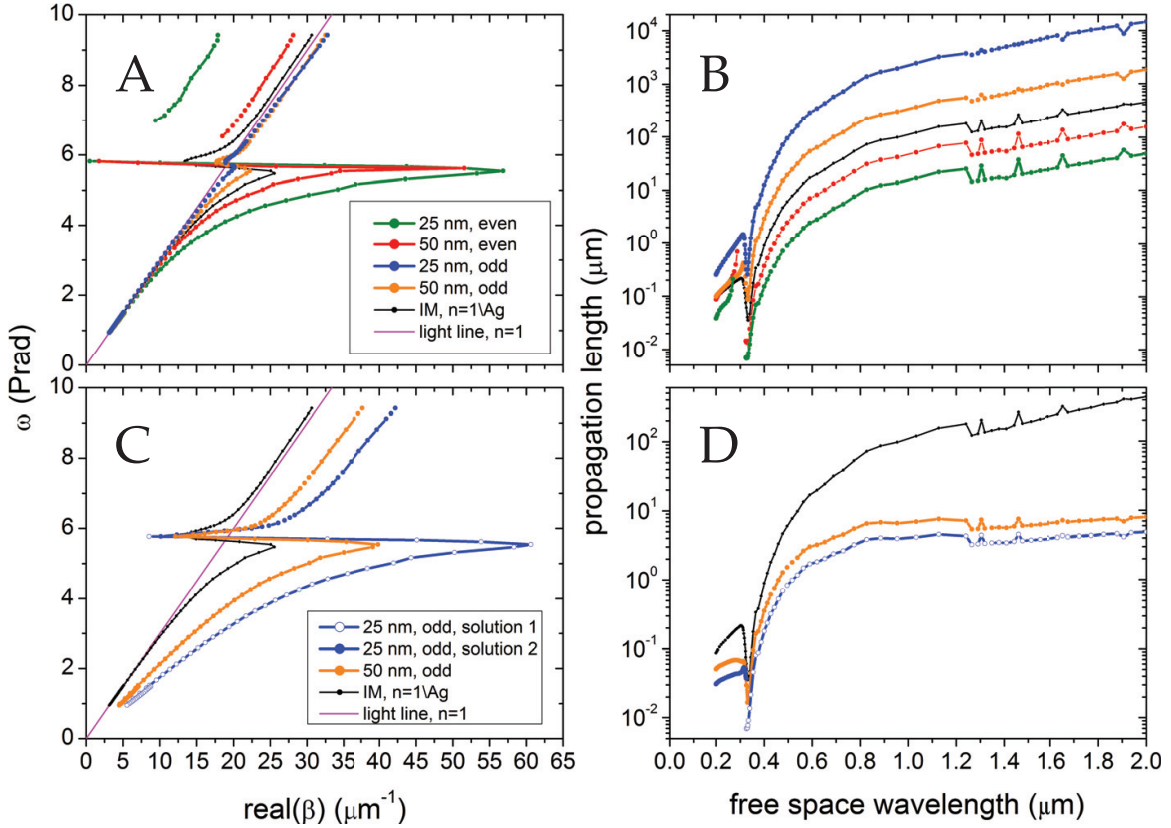 A
10
8
6
4
2
0
25 nm, even
50 nm, even
25 nm, odd
50 nm, odd
IM, n=1\Ag
light line, n=1
B
10⁴
10³
10²
10¹
10⁰
10⁻¹
10⁻²
ω (Prad)
propagation length (μm)
C
10
8
6
4
2
0
25 nm, odd, solution 1
25 nm, odd, solution 2
50 nm, odd
IM, n=1\Ag
light line, n=1
0 5 10 15 20 25 30 35 40 45 50 55 60 65
real(β) (μm⁻¹)
D
10²
10¹
10⁰
10⁻¹
10⁻²
0.0 0.2 0.4 0.6 0.8 1.0 1.2 1.4 1.6 1.8 2.0
free space wavelength (μm)